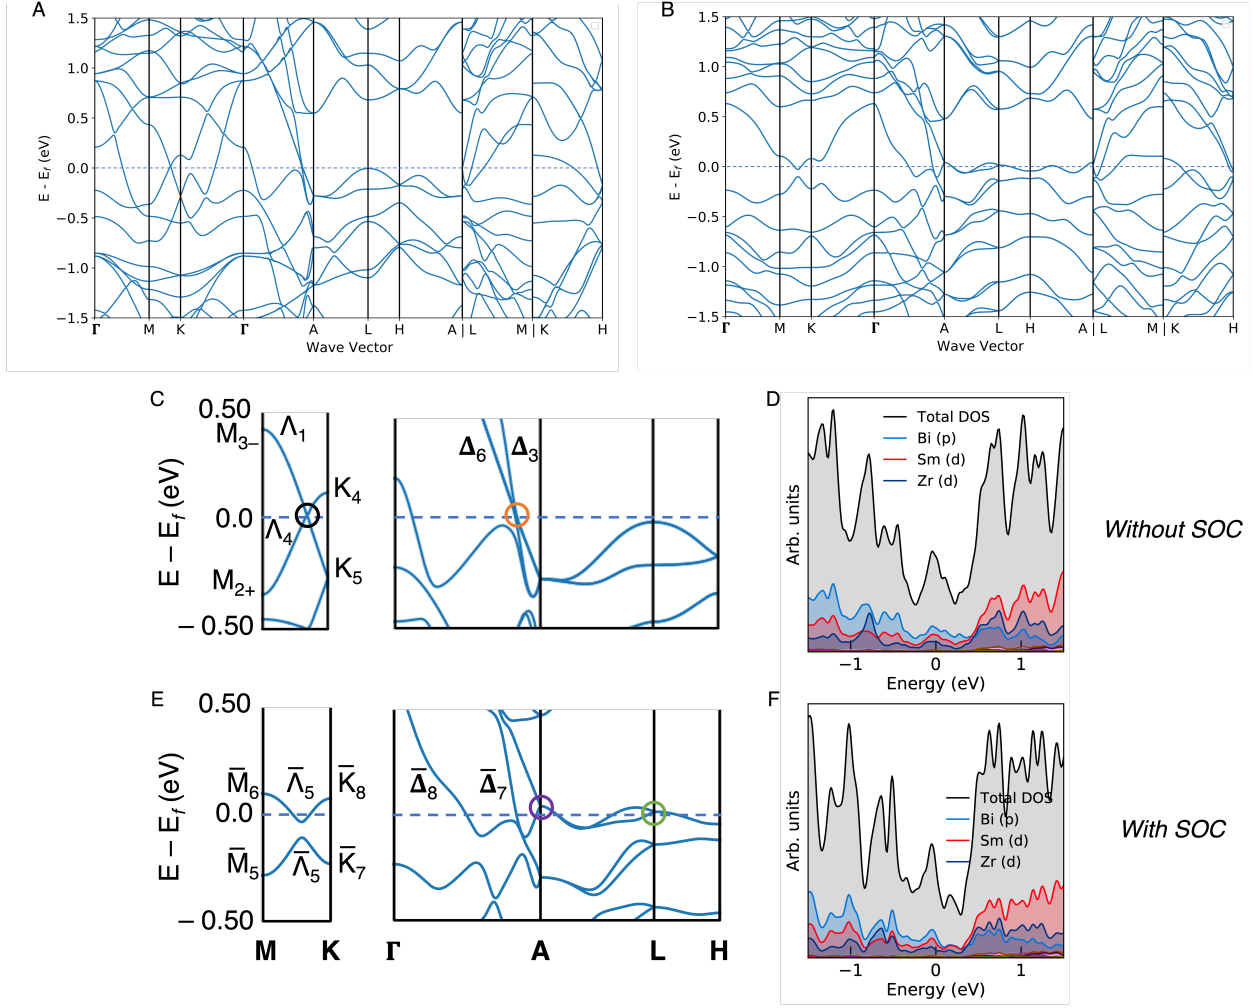 A
1.5
1.0
0.5
0.0
−0.5
−1.0
−1.5
E - E_f (eV)
Γ M K Γ A L H A | L M | K H
Wave Vector
B
1.5
1.0
0.5
0.0
−0.5
−1.0
−1.5
E - E_f (eV)
Γ M K Γ A L H A | L M | K H
Wave Vector
C
0.50
0.0
− 0.50
E − E_f (eV)
M3−
Λ1
K4
Λ4
K5
M2+
Δ6 Δ3
D
Total DOS
Bi (p)
Sm (d)
Zr (d)
Arb. units
−1 0 1
Energy (eV)
Without SOC
E
0.50
0.0
− 0.50
E − E_f (eV)
M̅6 Λ̅5 K̅8
M̅5 Λ̅5 K̅7
Δ̅8 Δ̅7
M K Γ A L H
F
Total DOS
Bi (p)
Sm (d)
Zr (d)
Arb. units
−1 0 1
Energy (eV)
With SOC